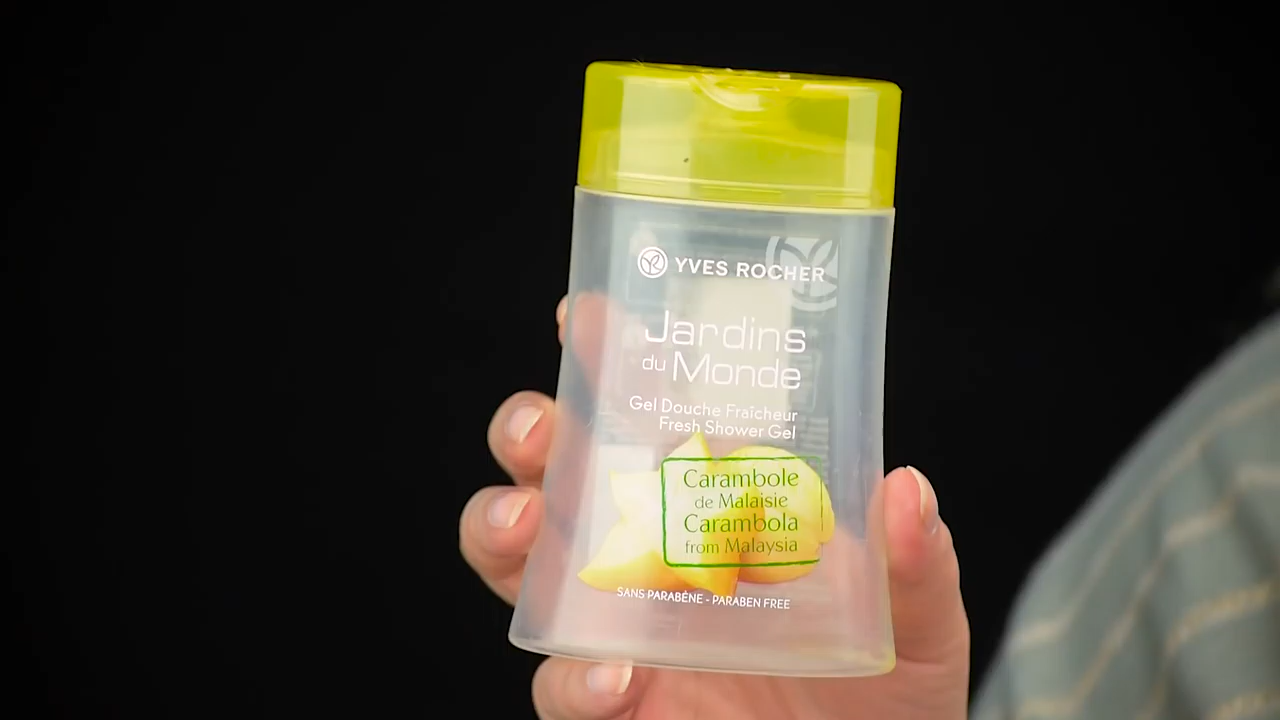 YVES ROCHER
Jardins
du Monde
Gel Douche Fraîcheur
Fresh Shower Gel
Carambole
de Malaisie
Carambola
from Malaysia
SANS PARABÈNE - PARABEN FREE